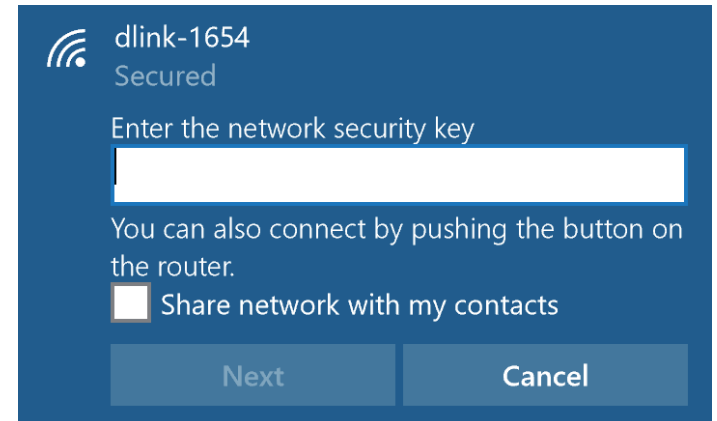 dlink-1654
Secured
Enter the network security key
You can also connect by pushing the button on
the router.
Share network with my contacts
Next
Cancel